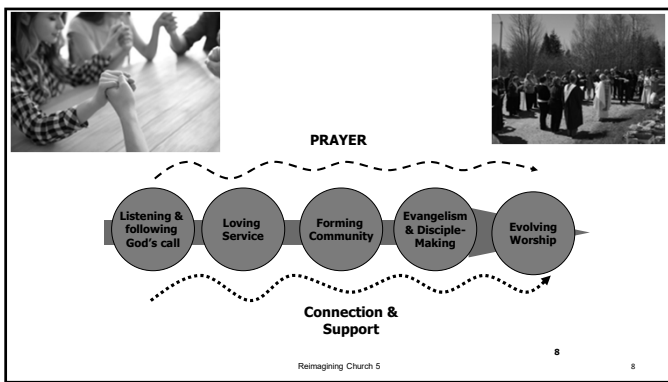 PRAYER
Listening &
following
God's call
Loving
Service
Forming
Community
Evangelism
& Disciple-
Making
Evolving
Worship
Connection &
Support
8
Reimagining Church 5
8